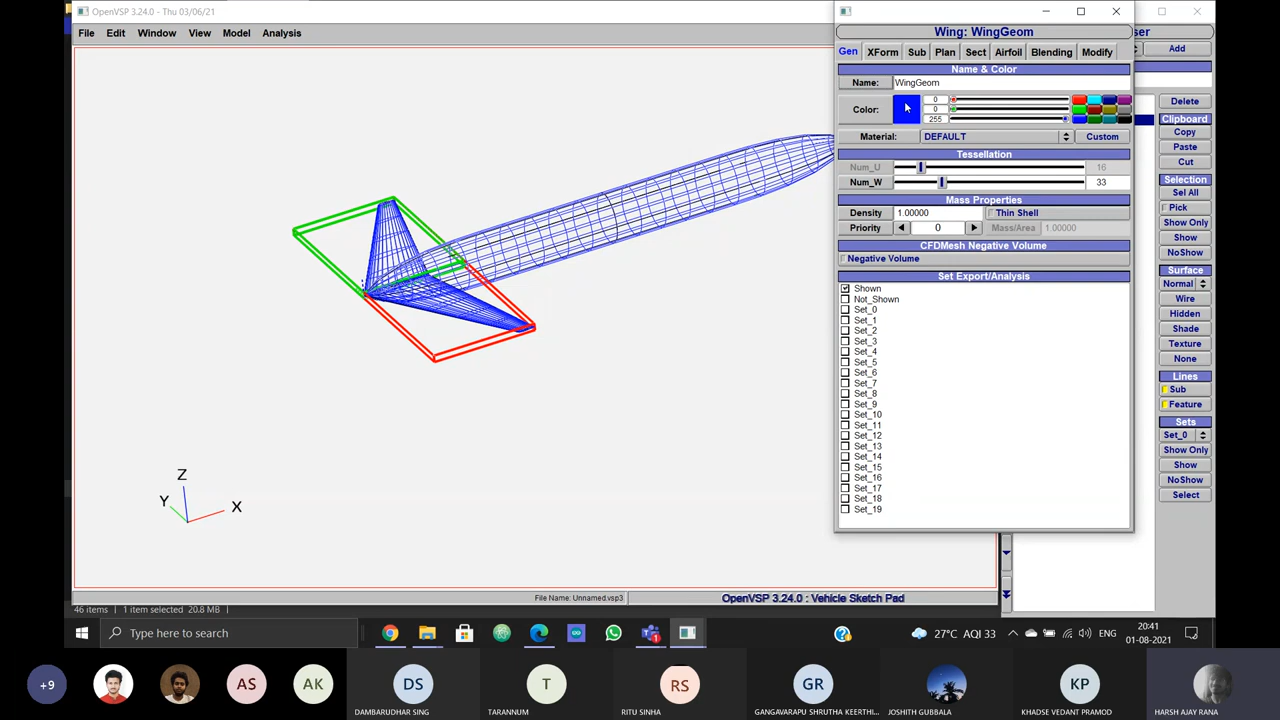 OpenVSP 3.24.0 - Thu 03/06/21
File Edit Window View Model Analysis
Z
Y
X
File Name: Unnamed.vsp3
OpenVSP 3.24.0 : Vehicle Sketch Pad
Wing: WingGeom
Gen XForm Sub Plan Sect Airfoil Blending Modify
Name & Color
Name: WingGeom
Color: 0
0
255
Material: DEFAULT Custom
Tessellation
Num_U 16
Num_W 33
Mass Properties
Density 1.00000 Thin Shell
Priority 0 Mass/Area 1.00000
CFDMesh Negative Volume
Negative Volume
Set Export/Analysis
Shown
Not_Shown
Set_0
Set_1
Set_2
Set_3
Set_4
Set_5
Set_6
Set_7
Set_8
Set_9
Set_10
Set_11
Set_12
Set_13
Set_14
Set_15
Set_16
Set_17
Set_18
Set_19
ser
Add
Delete
Clipboard
Copy
Paste
Cut
Selection
Sel All
Pick
Show Only
Show
NoShow
Surface
Normal
Wire
Hidden
Shade
Texture
None
Lines
Sub
Feature
Sets
Set_0
Show Only
Show
NoShow
Select
46 items 1 item selected 20.8 MB
Type here to search
27°C AQI 33 ENG
20:41
01-08-2021
+9 AS AK DS T RS GR KP
DAMBARUDHAR SING TARANNUM RITU SINHA GANGAVARAPU SHRUTHA KEERTHI... JOSHITH GUBBALA KHADSE VEDANT PRAMOD HARSH AJAY RANA